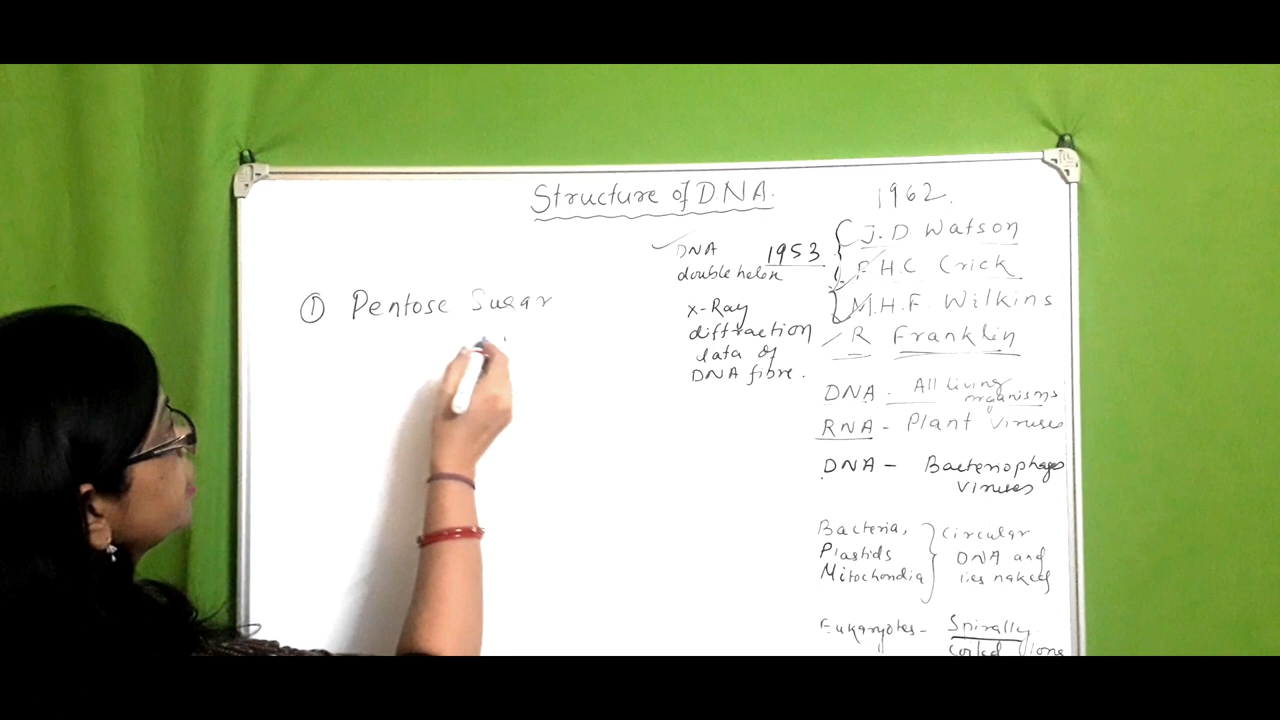 Structure of DNA.
1962.
① Pentose Sugar
DNA
double helix
1953
J. D Watson
F H.C Crick
M.H.F. Wilkins
R Franklin
x-Ray
diffraction
data of
DNA fibre.
DNA - All living
organisms
RNA - Plant Viruses
DNA - Bacteriophages
Viruses
Bacteria,
Plastids
Mitochondia
Circular
DNA and
lies naked
Eukaryotes - Spirally